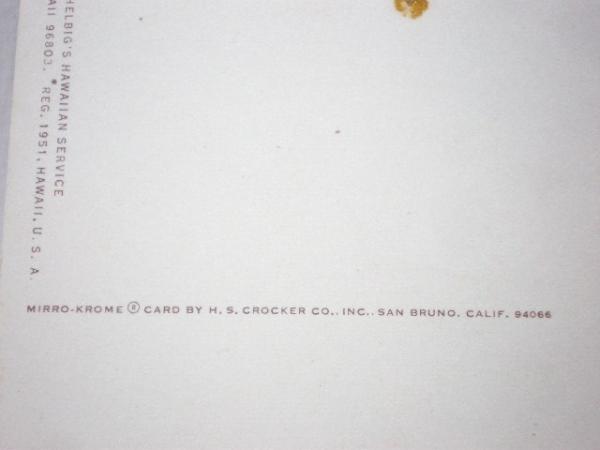 HELBIG'S HAWAIIAN SERVICE
AII 96803. *REG. 1951, HAWAII, U. S. A.
MIRRO-KROME ® CARD BY H. S. CROCKER CO., INC., SAN BRUNO, CALIF. 94066